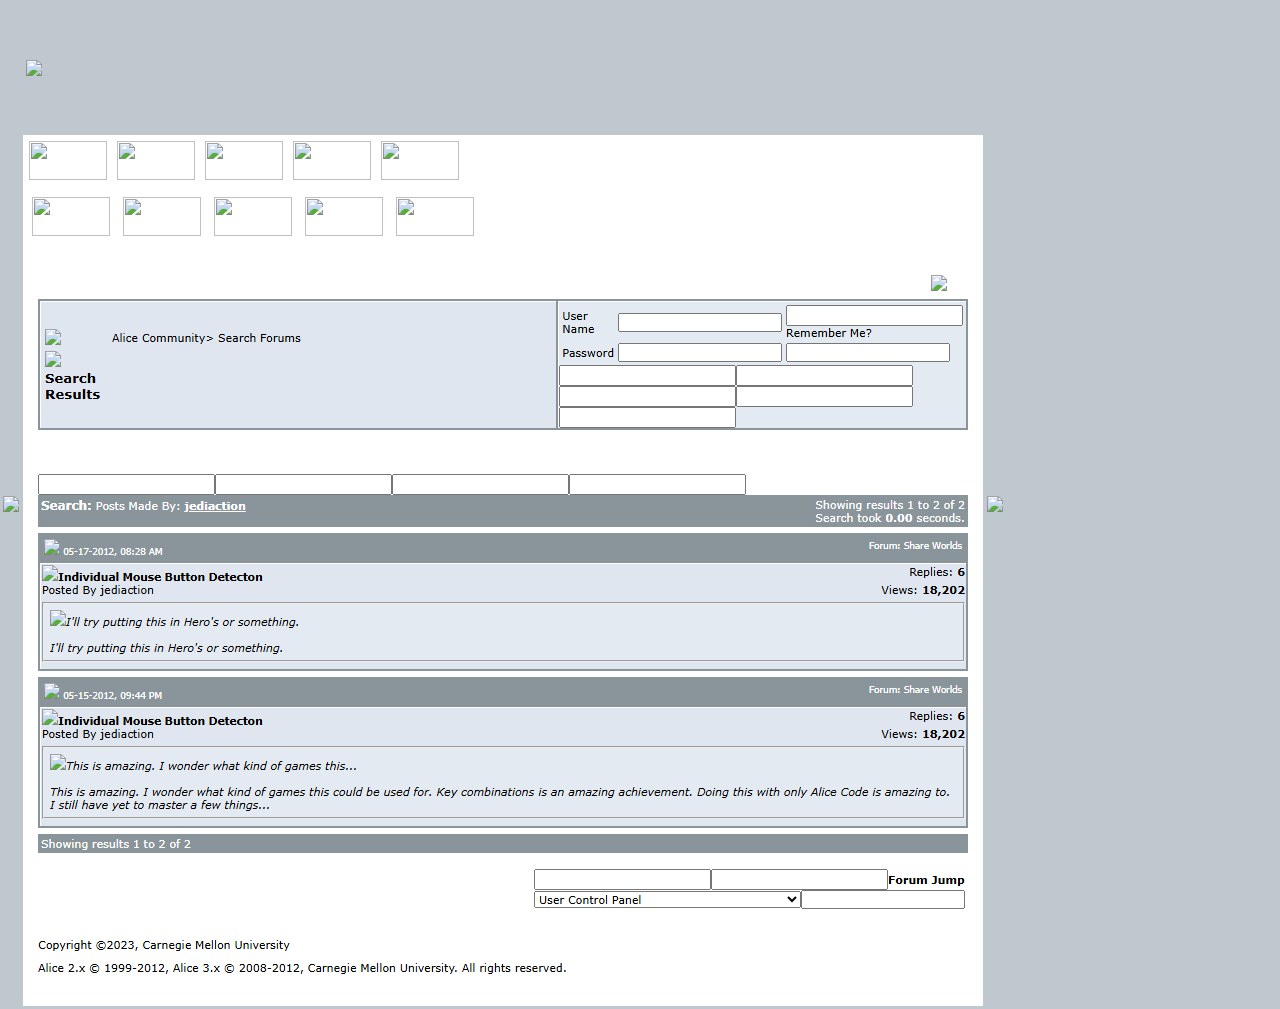 Alice Community> Search Forums
Search
Results
User
Name
Remember Me?
Password
Search: Posts Made By: jediaction
Showing results 1 to 2 of 2
Search took 0.00 seconds.
05-17-2012, 08:28 AM
Forum: Share Worlds
Individual Mouse Button Detecton
Replies: 6
Posted By jediaction
Views: 18,202
I'll try putting this in Hero's or something.
I'll try putting this in Hero's or something.
05-15-2012, 09:44 PM
Forum: Share Worlds
Individual Mouse Button Detecton
Replies: 6
Posted By jediaction
Views: 18,202
This is amazing. I wonder what kind of games this...
This is amazing. I wonder what kind of games this could be used for. Key combinations is an amazing achievement. Doing this with only Alice Code is amazing to.
I still have yet to master a few things...
Showing results 1 to 2 of 2
Forum Jump
User Control Panel
Copyright ©2023, Carnegie Mellon University
Alice 2.x © 1999-2012, Alice 3.x © 2008-2012, Carnegie Mellon University. All rights reserved.